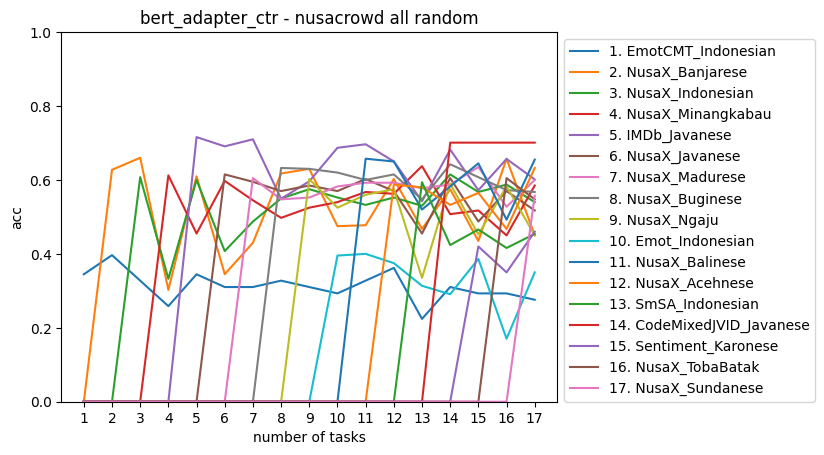 bert_adapter_ctr - nusacrowd all random
1.0
0.8
0.6
0.4
0.2
0.0
acc
1 2 3 4 5 6 7 8 9 10 11 12 13 14 15 16 17
number of tasks
1. EmotCMT_Indonesian
2. NusaX_Banjarese
3. NusaX_Indonesian
4. NusaX_Minangkabau
5. IMDb_Javanese
6. NusaX_Javanese
7. NusaX_Madurese
8. NusaX_Buginese
9. NusaX_Ngaju
10. Emot_Indonesian
11. NusaX_Balinese
12. NusaX_Acehnese
13. SmSA_Indonesian
14. CodeMixedJVID_Javanese
15. Sentiment_Karonese
16. NusaX_TobaBatak
17. NusaX_Sundanese